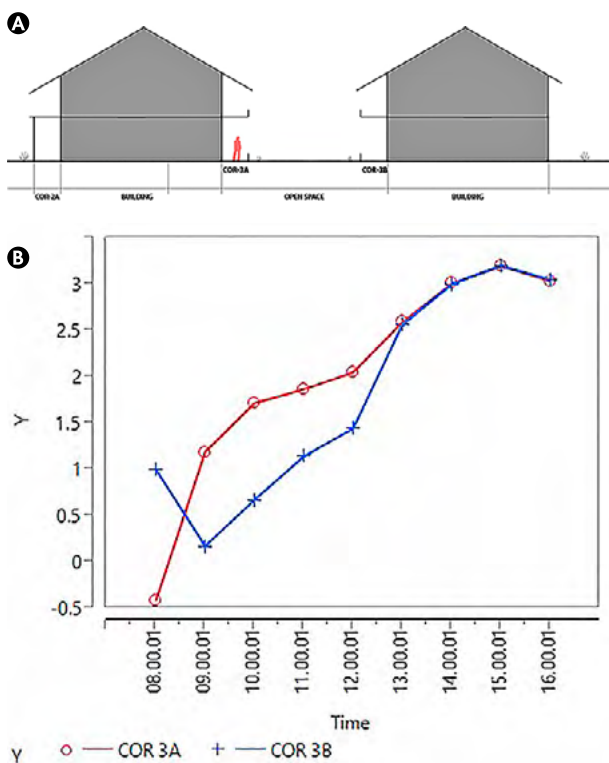 A
COR-2A BUILDING COR-3A OPEN SPACE COR-3B BUILDING
B
3
2.5
2
1.5
1
0.5
0
-0.5
Y
08.00.01 09.00.01 10.00.01 11.00.01 12.00.01 13.00.01 14.00.01 15.00.01 16.00.01
Time
Y COR 3A COR 3B